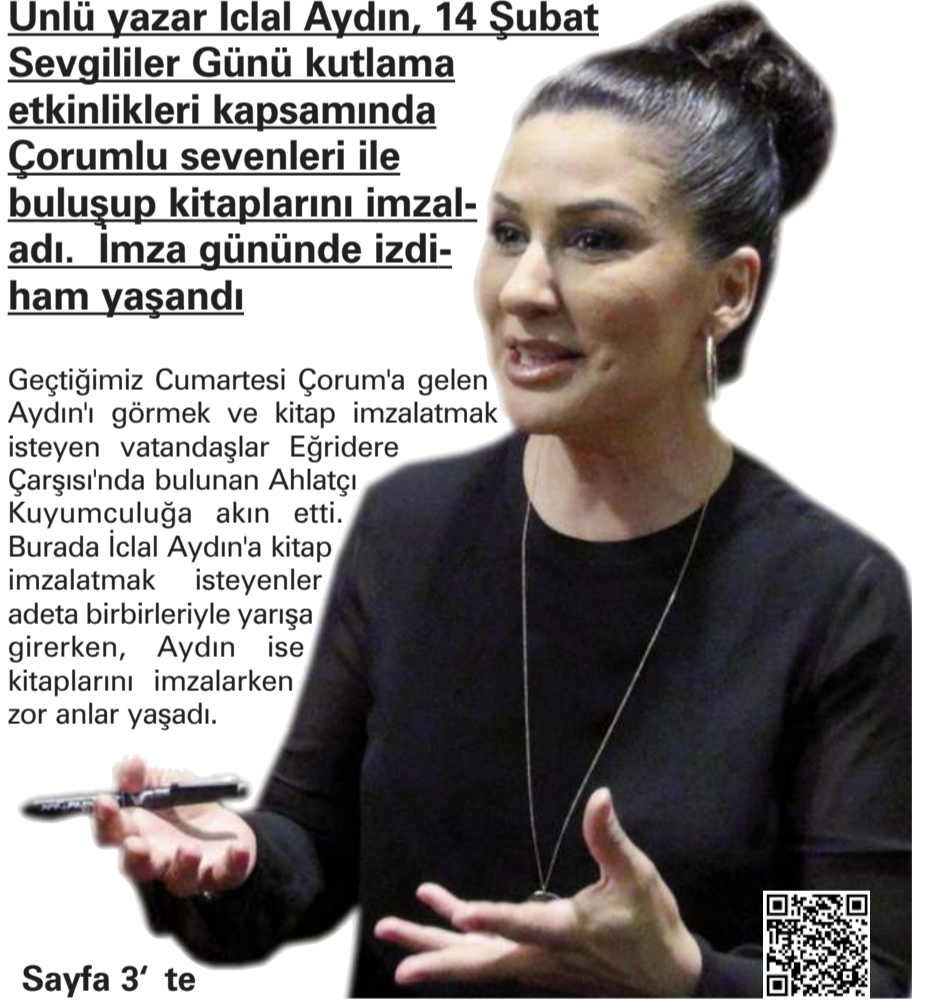 Ünlü yazar İclal Aydın, 14 Şubat
Sevgililer Günü kutlama
etkinlikleri kapsamında
Çorumlu sevenleri ile
buluşup kitaplarını imzal-
adı.  İmza gününde izdi-
ham yaşandı
Geçtiğimiz Cumartesi Çorum'a gelen
Aydın'ı görmek ve kitap imzalatmak
isteyen vatandaşlar Eğridere
Çarşısı'nda bulunan Ahlatçı
Kuyumculuğa akın etti.
Burada İclal Aydın'a kitap
imzalatmak isteyenler
adeta birbirleriyle yarışa
girerken, Aydın ise
kitaplarını imzalarken
zor anlar yaşadı.
Sayfa 3‘ te